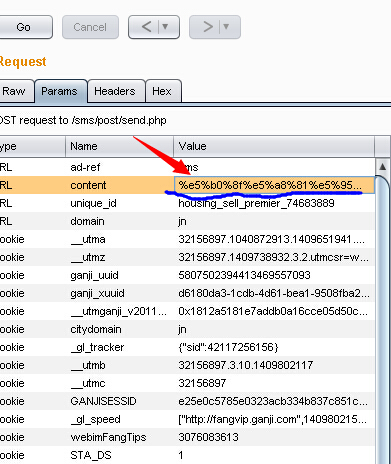 Go Cancel < >
Request
Raw Params Headers Hex
OST request to /sms/post/send.php
ype Name Value
RL ad-ref ms
RL content %e5%b0%8f%e5%a8%81%e5%95...
RL unique_id housing_sell_premier_74683889
RL domain jn
ookie __utma 32156897.1040872913.1409651941....
ookie __utmz 32156897.1409738932.3.2.utmcsr=w...
ookie ganji_uuid 5807502394413469557093
ookie ganji_xuuid d6180da3-1cdb-4d61-bea1-9508fba2...
ookie __utmganji_v2011... 0x1812a5181e7addb0a16cce05d50c...
ookie citydomain jn
ookie _gl_tracker {"sid":42117256116}
ookie __utmb 32156897.3.10.1409802117
ookie __utmc 32156897
ookie GANJISESSID e25e0c5785e0323acb334b837c851c...
ookie _gl_speed ["http://fangvip.ganji.com",140980215...
ookie webimFangTips 3076083613
ookie STA_DS 1